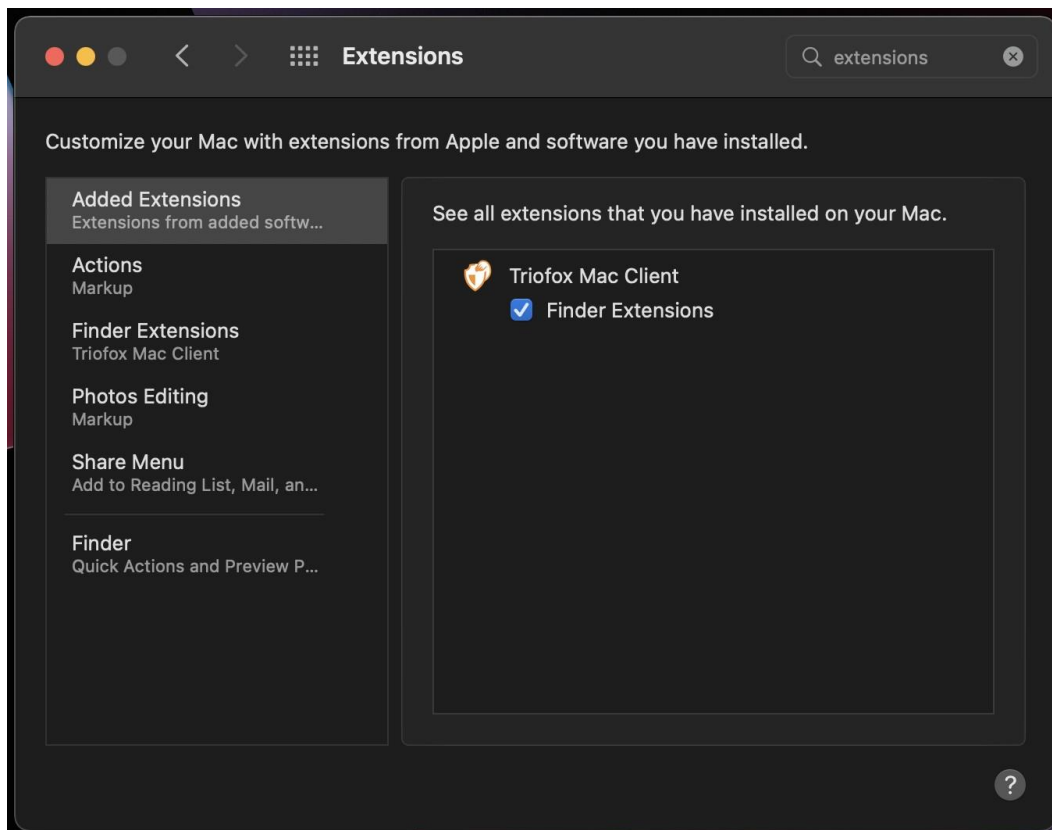 Extensions
extensions
Customize your Mac with extensions from Apple and software you have installed.
Added Extensions
Extensions from added softw...
Actions
Markup
Finder Extensions
Triofox Mac Client
Photos Editing
Markup
Share Menu
Add to Reading List, Mail, an...
Finder
Quick Actions and Preview P...
See all extensions that you have installed on your Mac.
Triofox Mac Client
Finder Extensions
?